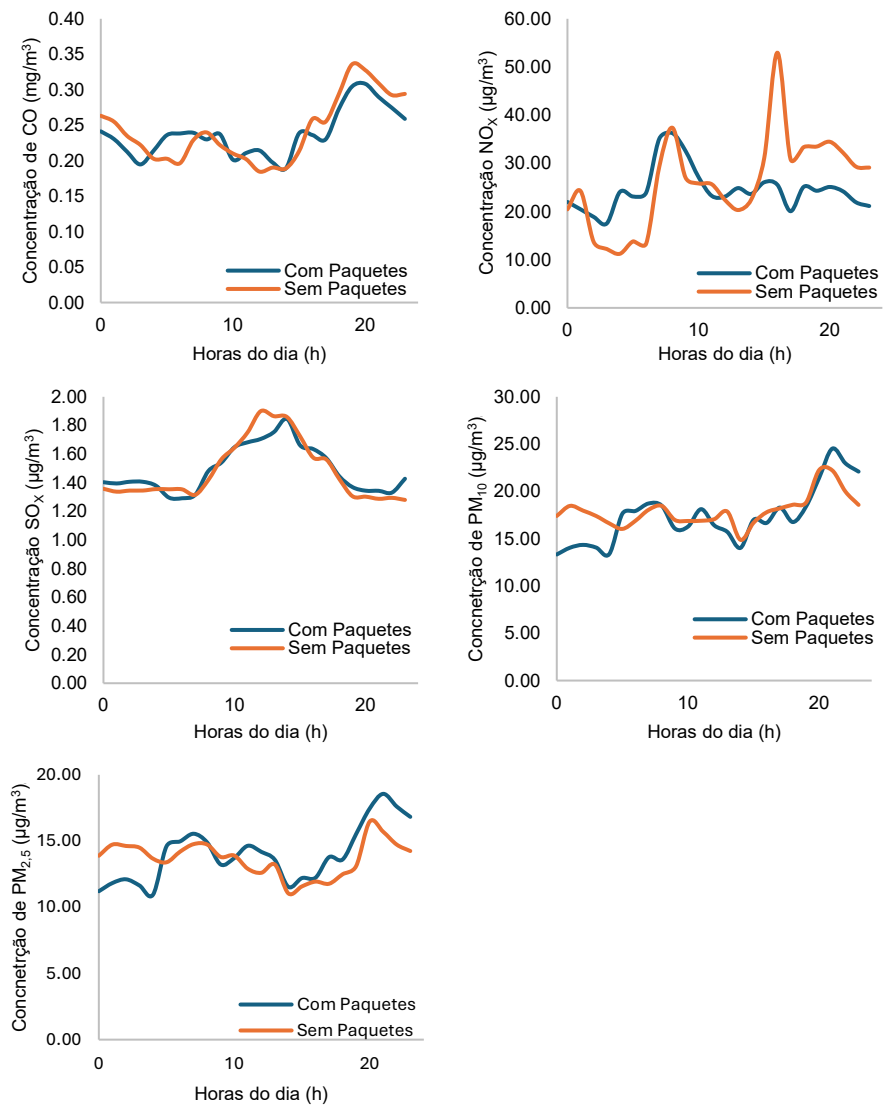 Concentração de CO (mg/m³)
0.40
0.35
0.30
0.25
0.20
0.15
0.10
0.05
0.00
0
10
20
Com Paquetes
Sem Paquetes
Horas do dia (h)
Concentração NOX (µg/m³)
60.00
50.00
40.00
30.00
20.00
10.00
0.00
0
10
20
Com Paquetes
Sem Paquetes
Horas do dia (h)
Concentração SOX (µg/m³)
2.00
1.80
1.60
1.40
1.20
1.00
0.80
0.60
0.40
0.20
0.00
0
10
20
Com Paquetes
Sem Paquetes
Horas do dia (h)
Concnetrção de PM10 (µg/m³)
30.00
25.00
20.00
15.00
10.00
5.00
0.00
0
10
20
Com Paquetes
Sem Paquetes
Horas do dia (h)
Concnetrção de PM2,5 (µg/m³)
20.00
15.00
10.00
5.00
0.00
0
10
20
Com Paquetes
Sem Paquetes
Horas do dia (h)